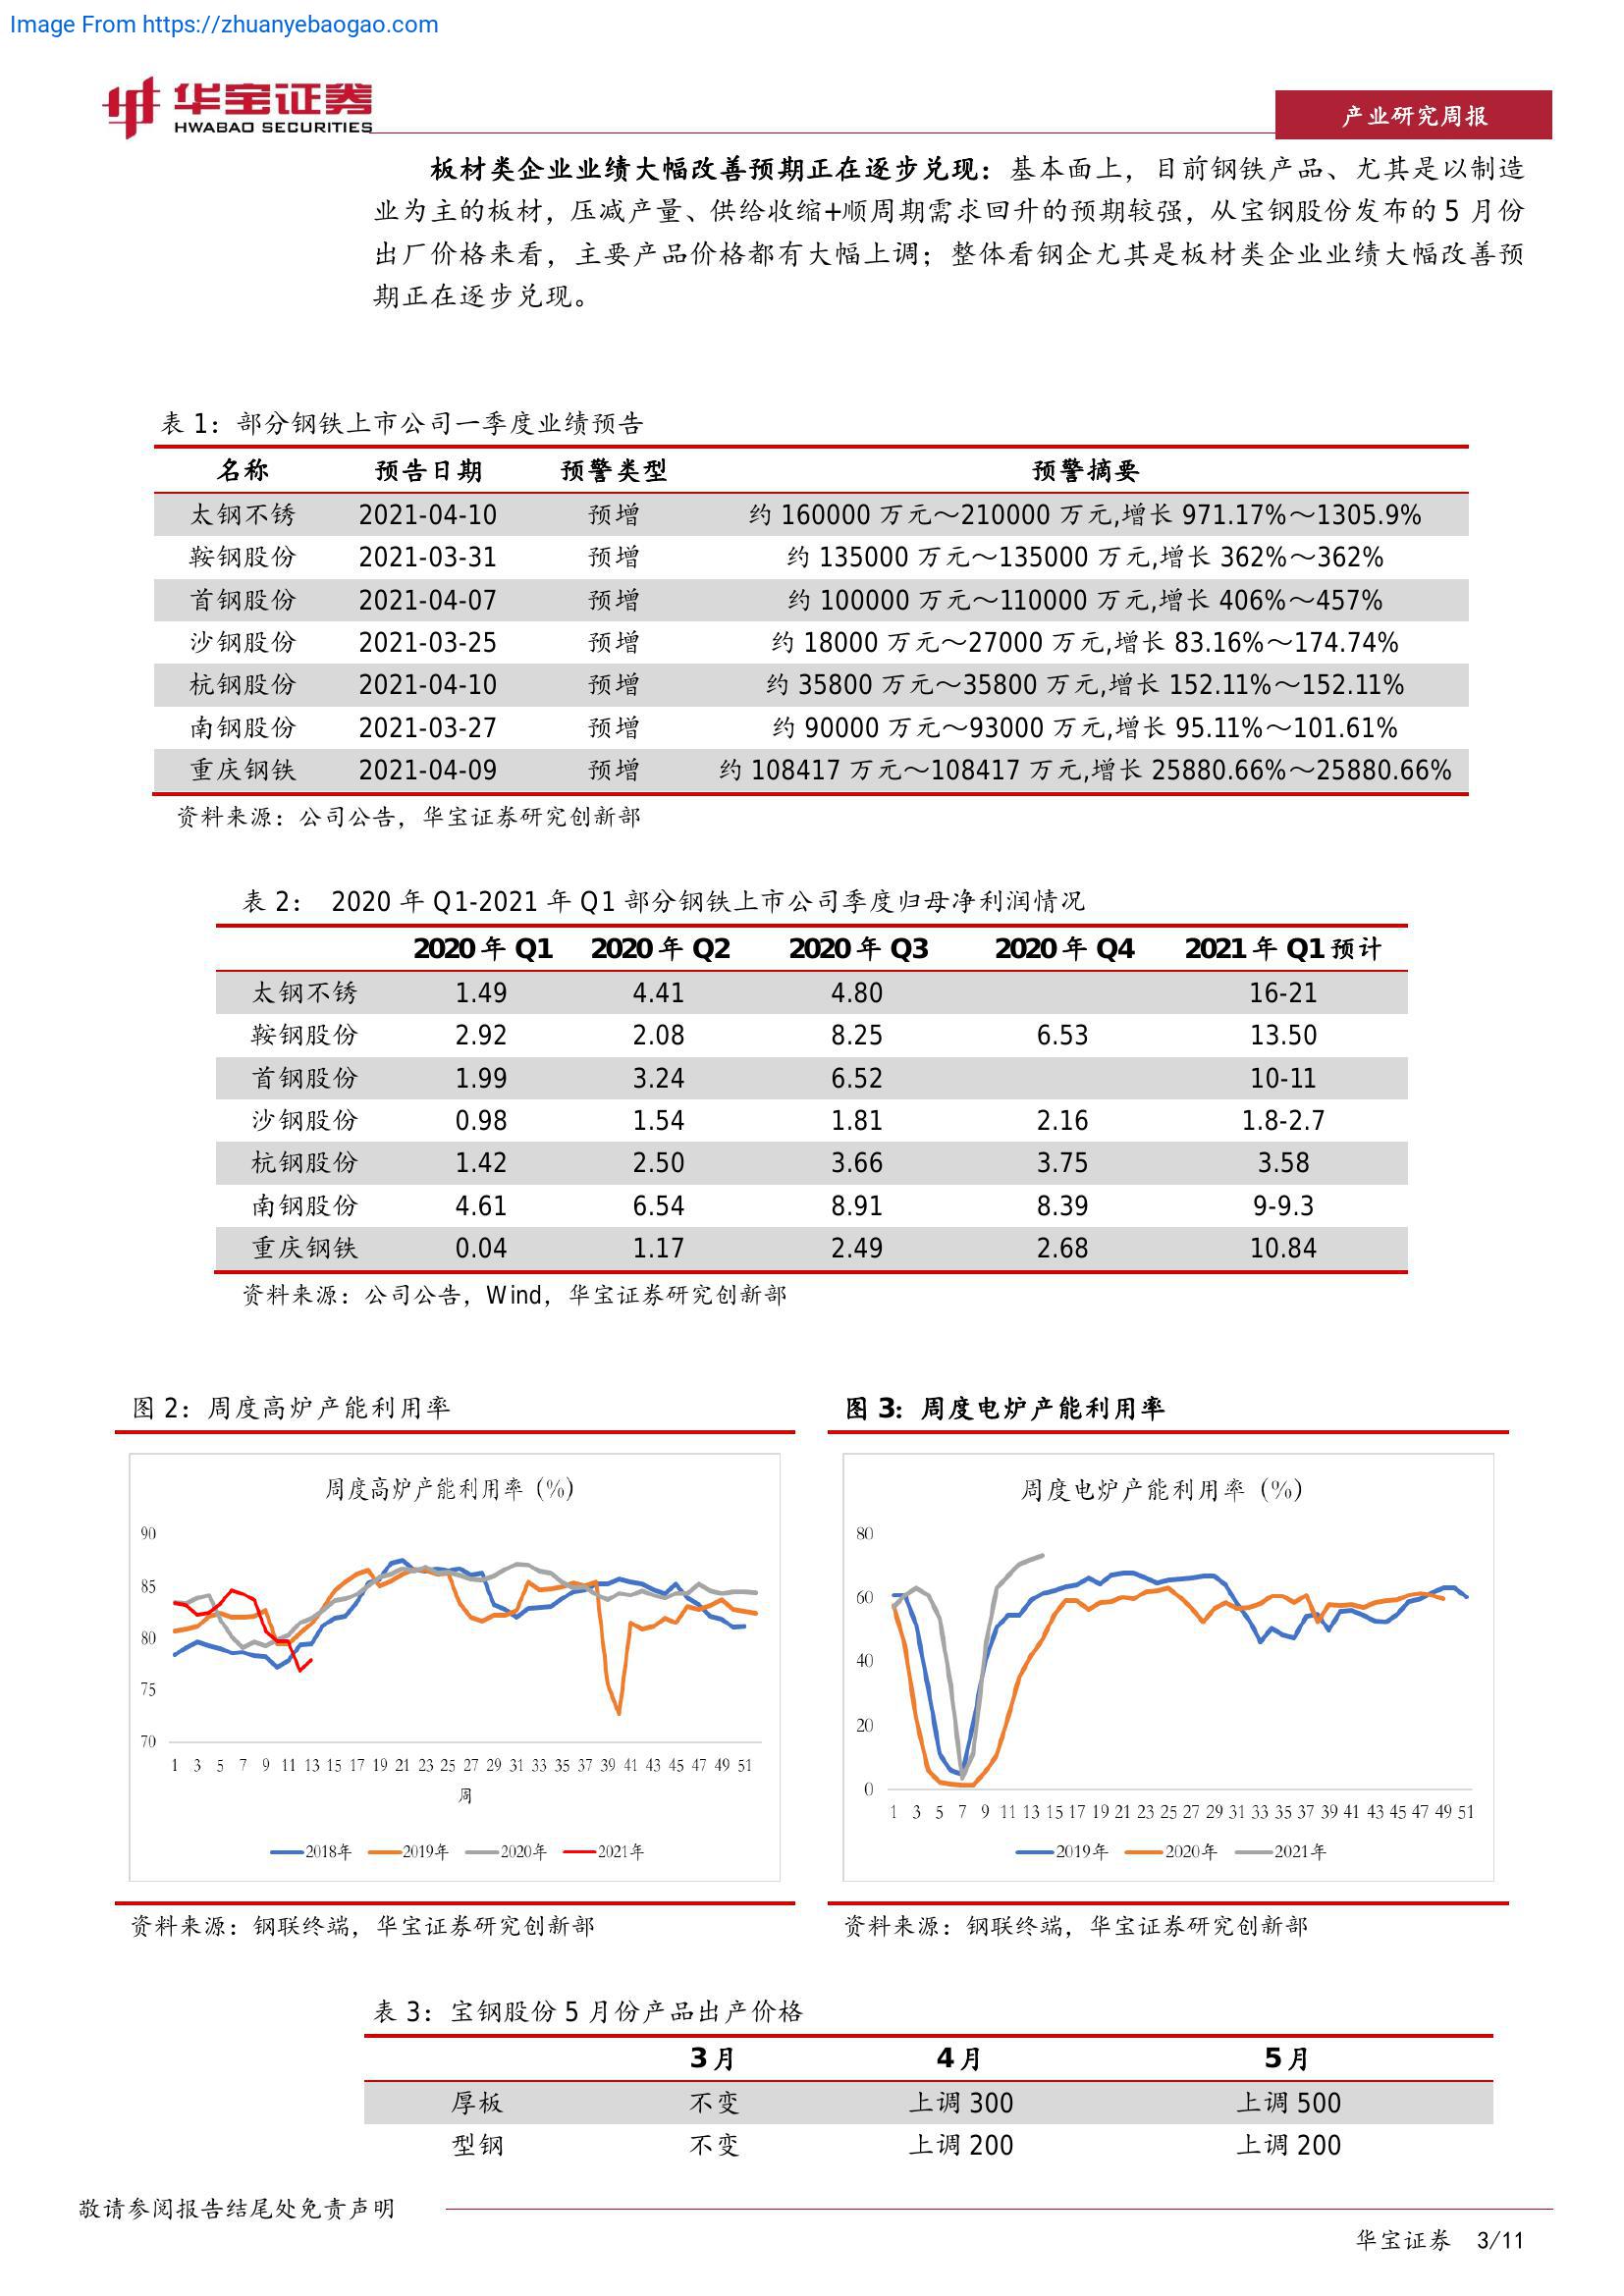 Image From https://zhuanyebaogao.com
华宝证券
HWABAO SECURITIES
产业研究周报
板材类企业业绩大幅改善预期正在逐步兑现：基本面上，目前钢铁产品、尤其是以制造
业为主的板材，压减产量、供给收缩+顺周期需求回升的预期较强，从宝钢股份发布的 5 月份
出厂价格来看，主要产品价格都有大幅上调；整体看钢企尤其是板材类企业业绩大幅改善预
期正在逐步兑现。
表 1：部分钢铁上市公司一季度业绩预告
名称 预告日期 预警类型 预警摘要
太钢不锈 2021-04-10 预增 约 160000 万元～210000 万元,增长 971.17%～1305.9%
鞍钢股份 2021-03-31 预增 约 135000 万元～135000 万元,增长 362%～362%
首钢股份 2021-04-07 预增 约 100000 万元～110000 万元,增长 406%～457%
沙钢股份 2021-03-25 预增 约 18000 万元～27000 万元,增长 83.16%～174.74%
杭钢股份 2021-04-10 预增 约 35800 万元～35800 万元,增长 152.11%～152.11%
南钢股份 2021-03-27 预增 约 90000 万元～93000 万元,增长 95.11%～101.61%
重庆钢铁 2021-04-09 预增 约 108417 万元～108417 万元,增长 25880.66%～25880.66%
资料来源：公司公告，华宝证券研究创新部
表 2： 2020 年 Q1-2021 年 Q1 部分钢铁上市公司季度归母净利润情况
2020 年 Q1 2020 年 Q2 2020 年 Q3 2020 年 Q4 2021 年 Q1 预计
太钢不锈 1.49 4.41 4.80 16-21
鞍钢股份 2.92 2.08 8.25 6.53 13.50
首钢股份 1.99 3.24 6.52 10-11
沙钢股份 0.98 1.54 1.81 2.16 1.8-2.7
杭钢股份 1.42 2.50 3.66 3.75 3.58
南钢股份 4.61 6.54 8.91 8.39 9-9.3
重庆钢铁 0.04 1.17 2.49 2.68 10.84
资料来源：公司公告，Wind，华宝证券研究创新部
图 2：周度高炉产能利用率
周度高炉产能利用率（%）
90
85
80
75
70
1 3 5 7 9 11 13 15 17 19 21 23 25 27 29 31 33 35 37 39 41 43 45 47 49 51
周
2018年 2019年 2020年 2021年
资料来源：钢联终端，华宝证券研究创新部
图 3：周度电炉产能利用率
周度电炉产能利用率（%）
80
60
40
20
0
1 3 5 7 9 11 13 15 17 19 21 23 25 27 29 31 33 35 37 39 41 43 45 47 49 51
2019年 2020年 2021年
资料来源：钢联终端，华宝证券研究创新部
表 3：宝钢股份 5 月份产品出产价格
3 月 4 月 5 月
厚板 不变 上调 300 上调 500
型钢 不变 上调 200 上调 200
敬请参阅报告结尾处免责声明
华宝证券 3/11